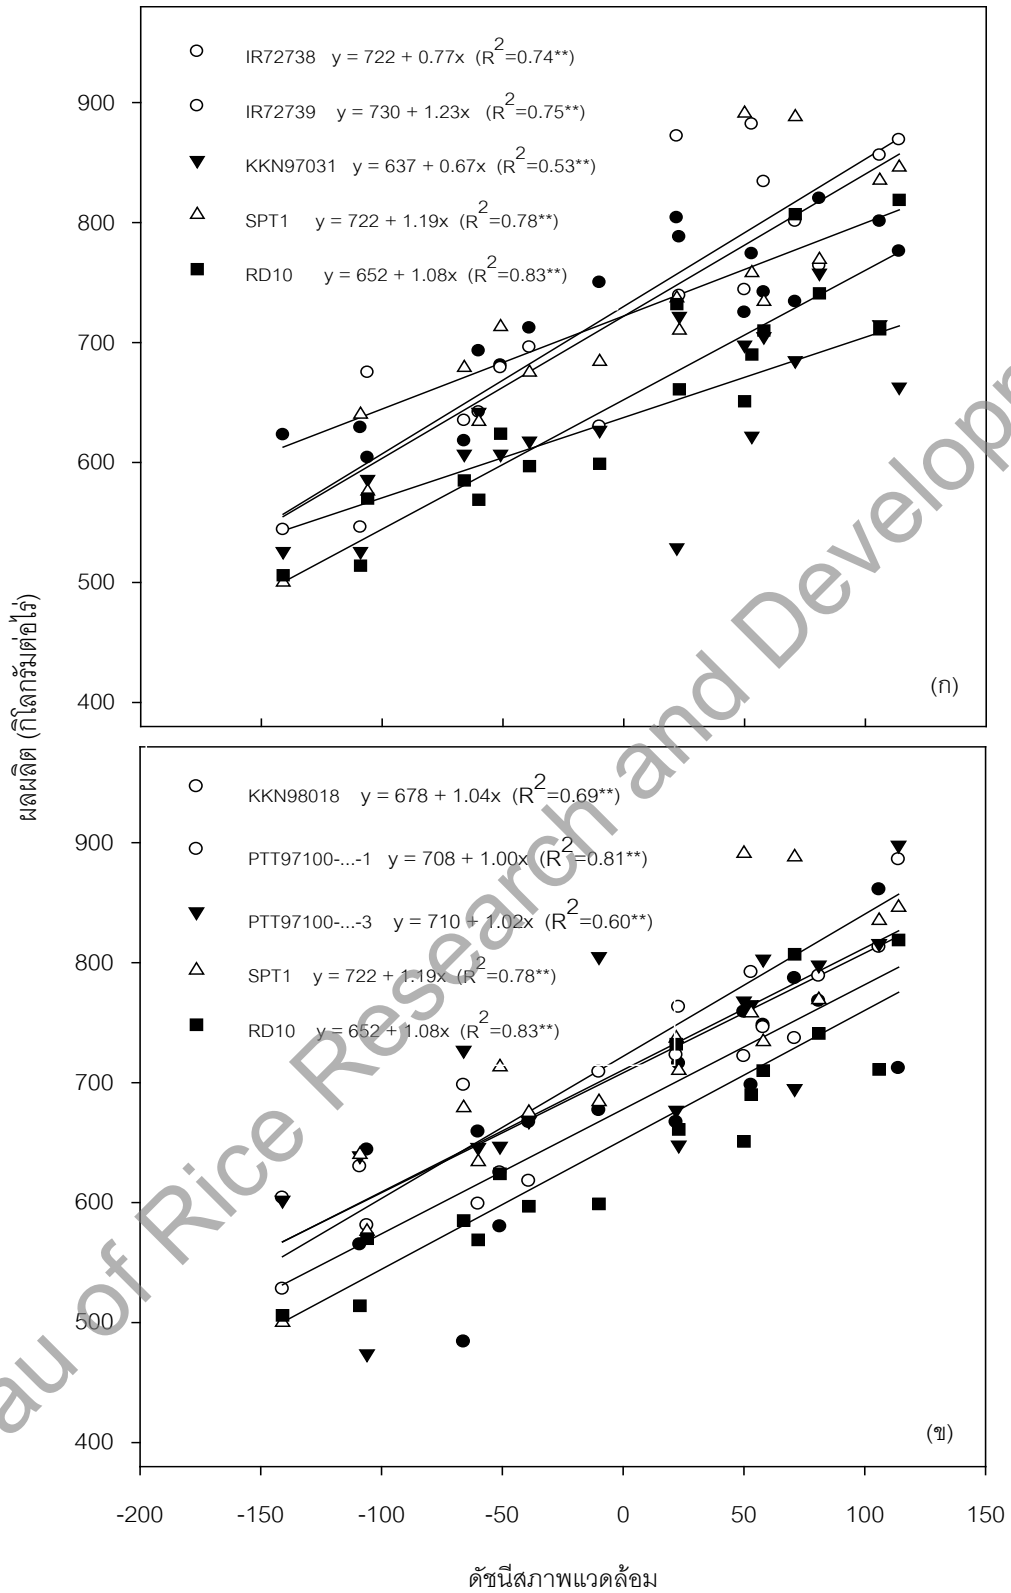 IR72738 y = 722 + 0.77x (R2=0.74**)
IR72739 y = 730 + 1.23x (R2=0.75**)
KKN97031 y = 637 + 0.67x (R2=0.53**)
SPT1 y = 722 + 1.19x (R2=0.78**)
RD10 y = 652 + 1.08x (R2=0.83**)
900
800
700
600
500
400
(ก)
ผลผลิต (กิโลกรัมต่อไร่)
KKN98018 y = 678 + 1.04x (R2=0.69**)
PTT97100-...-1 y = 708 + 1.00x (R2=0.81**)
PTT97100-...-3 y = 710 + 1.02x (R2=0.60**)
SPT1 y = 722 + 1.19x (R2=0.78**)
RD10 y = 652 + 1.08x (R2=0.83**)
900
800
700
600
500
400
(ข)
-200 -150 -100 -50 0 50 100 150
ดัชนีสภาพแวดล้อม
au of Rice Research and Develop